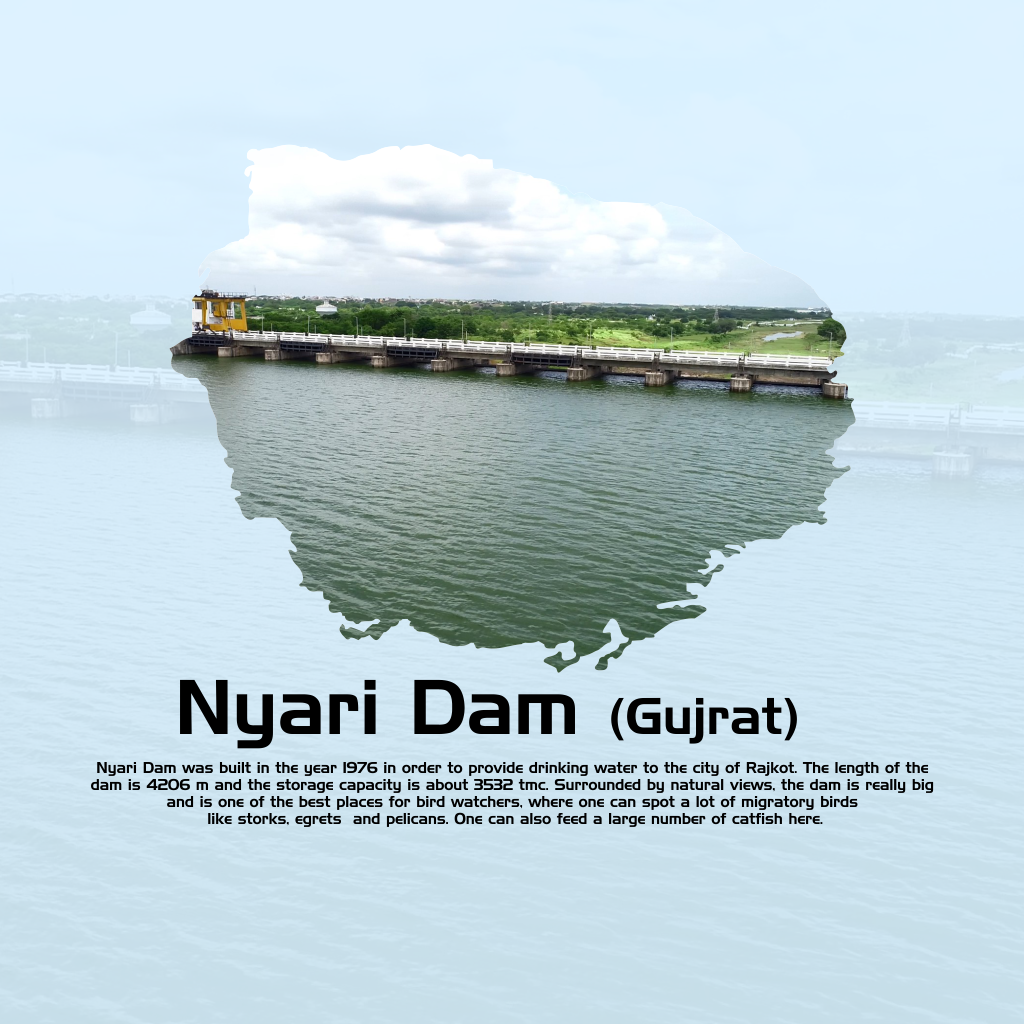 Nyari Dam (Gujrat)
Nyari Dam was built in the year 1976 in order to provide drinking water to the city of Rajkot. The length of the
dam is 4206 m and the storage capacity is about 3532 tmc. Surrounded by natural views, the dam is really big
and is one of the best places for bird watchers, where one can spot a lot of migratory birds
like storks, egrets and pelicans. One can also feed a large number of catfish here.